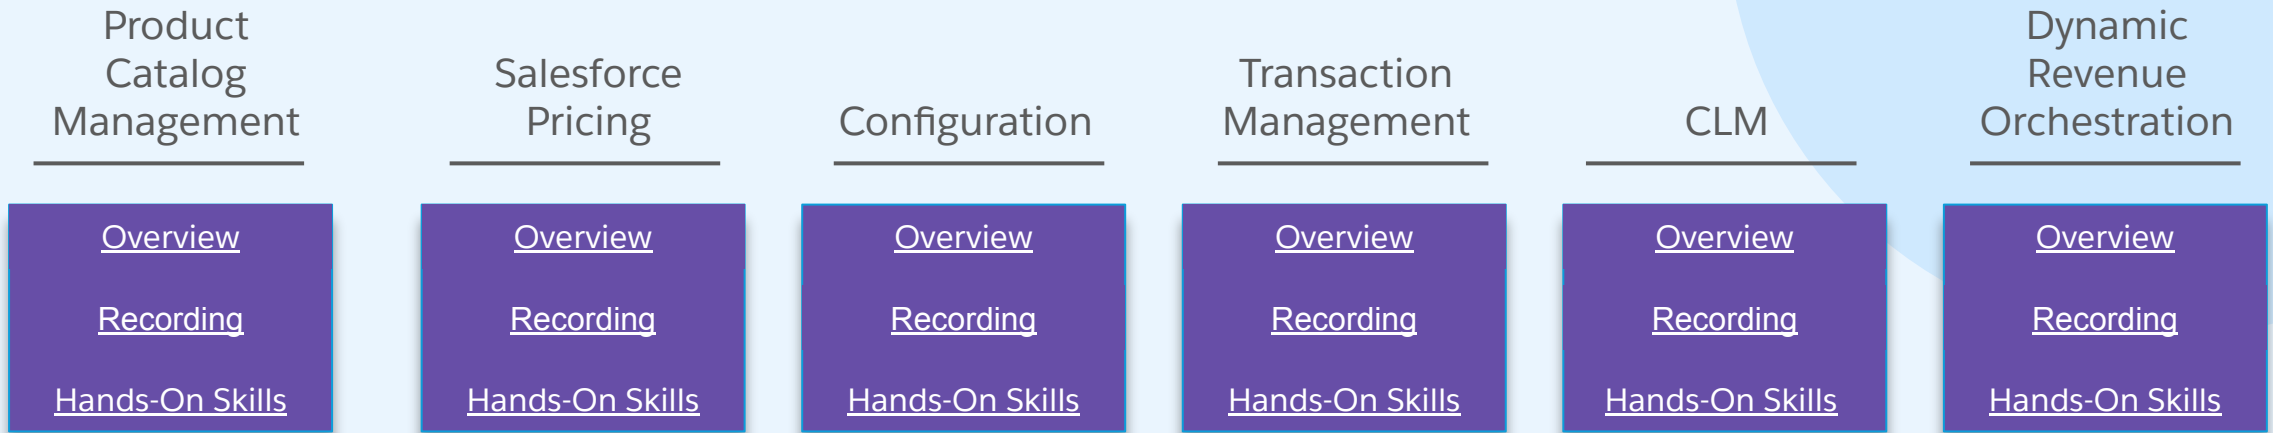 Product
Catalog
Management
Salesforce
Pricing
Configuration
Transaction
Management
CLM
Dynamic
Revenue
Orchestration
Overview
Recording
Hands-On Skills
Overview
Recording
Hands-On Skills
Overview
Recording
Hands-On Skills
Overview
Recording
Hands-On Skills
Overview
Recording
Hands-On Skills
Overview
Recording
Hands-On Skills